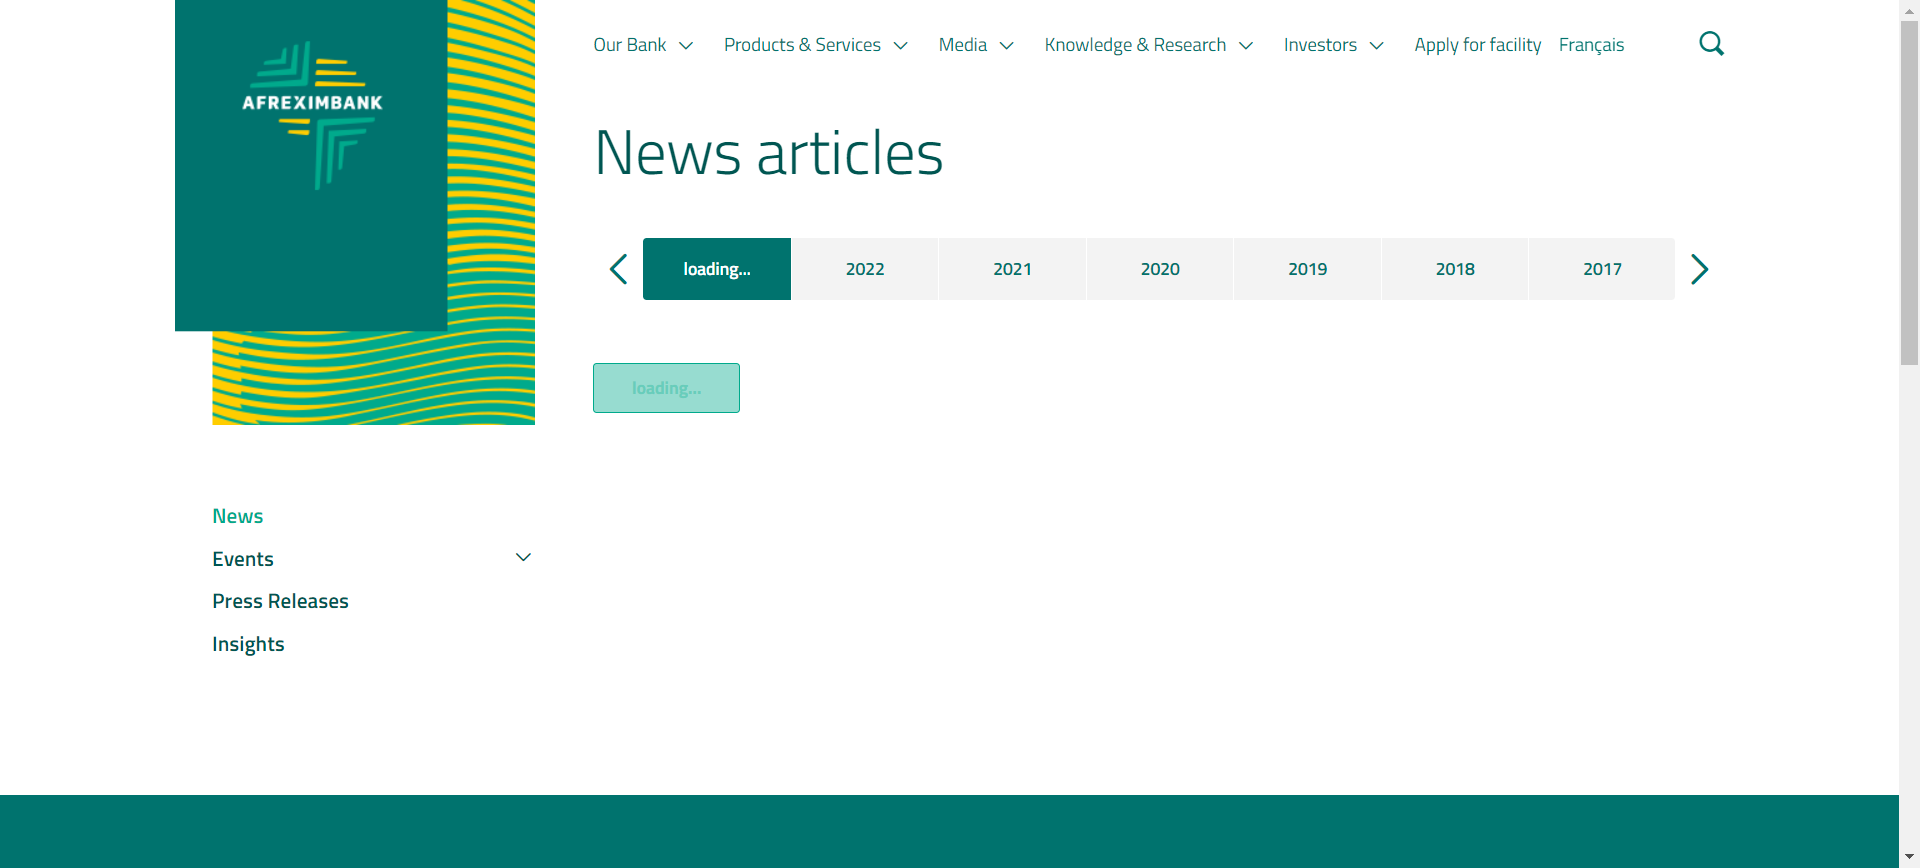 AFREXIMBANK
Our Bank Products & Services Media Knowledge & Research Investors Apply for facility Français
News articles
loading... 2022 2021 2020 2019 2018 2017
loading...
News
Events
Press Releases
Insights